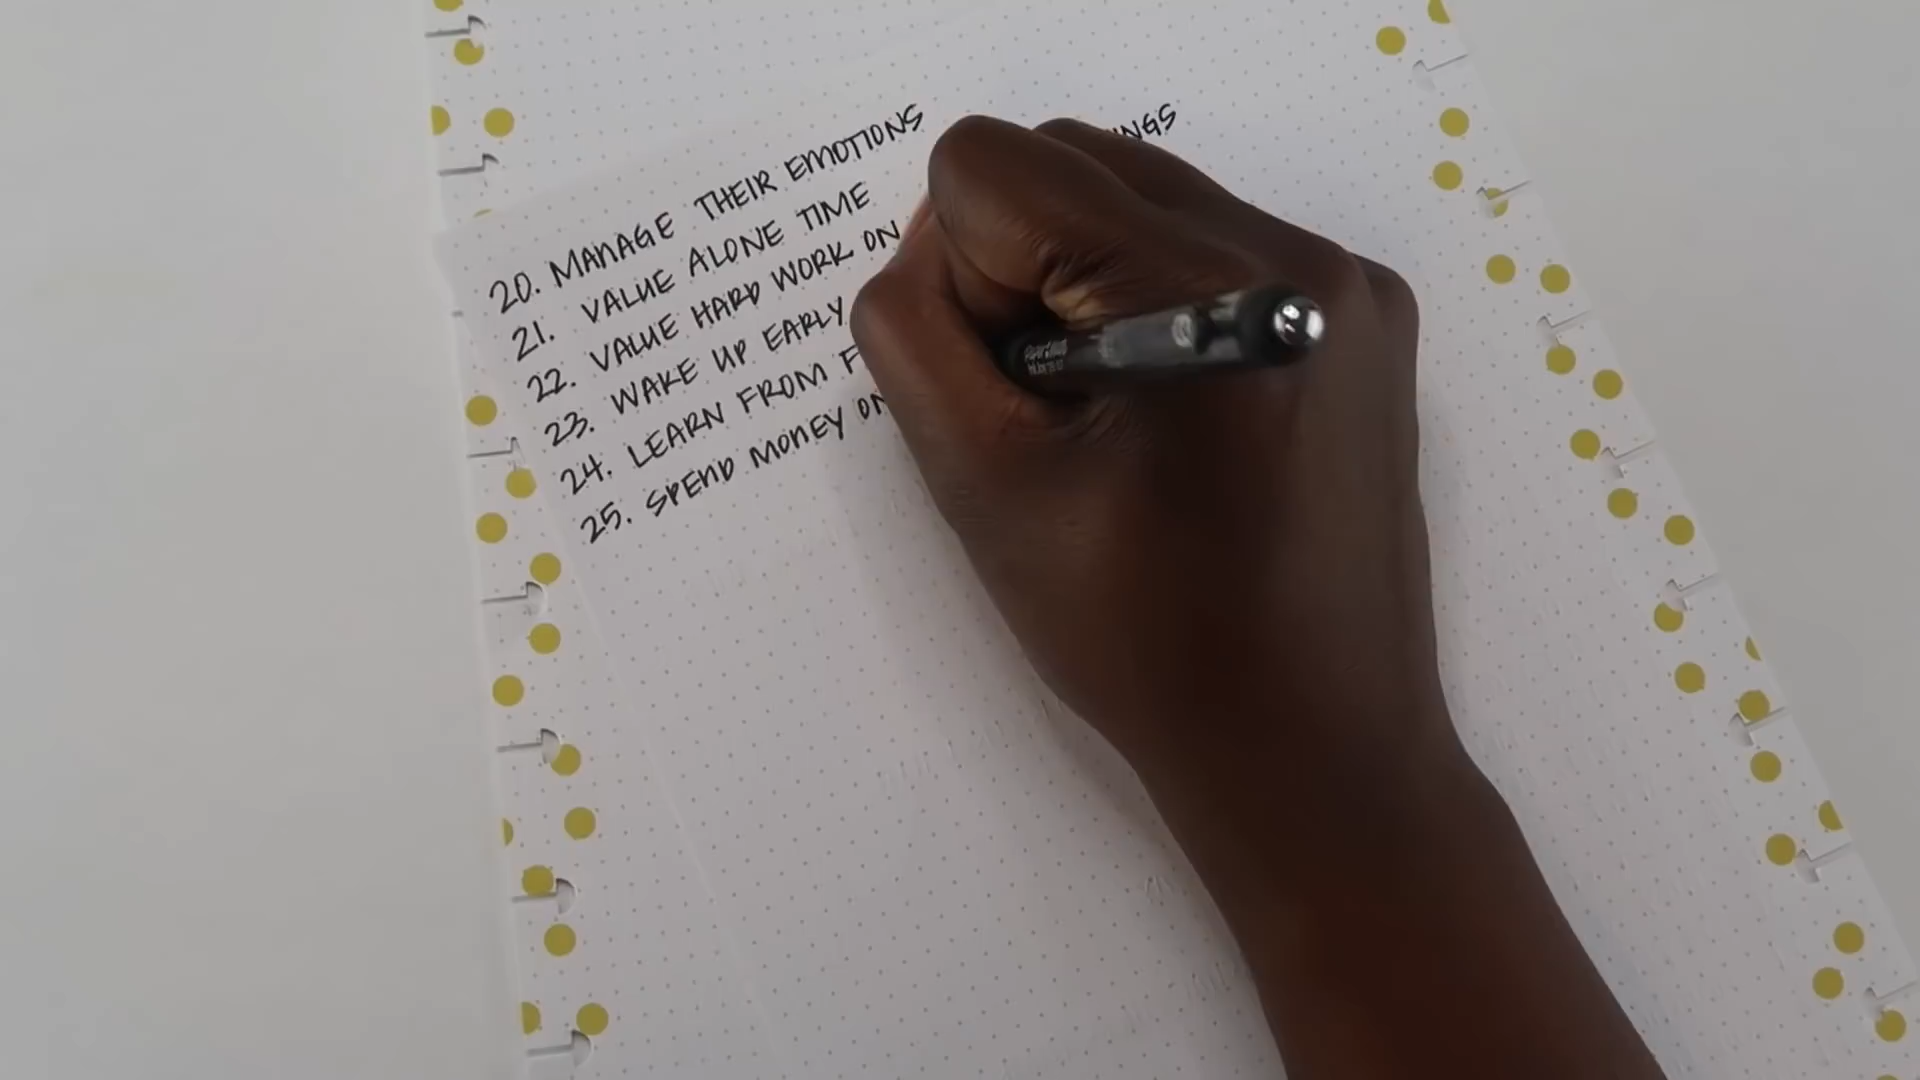 20. MANAGE THEIR EMOTIONS
21. VALUE ALONE TIME
22. VALUE HARD WORK ON
23. WAKE UP EARLY
24. LEARN FROM
25. SPEND MONEY ON